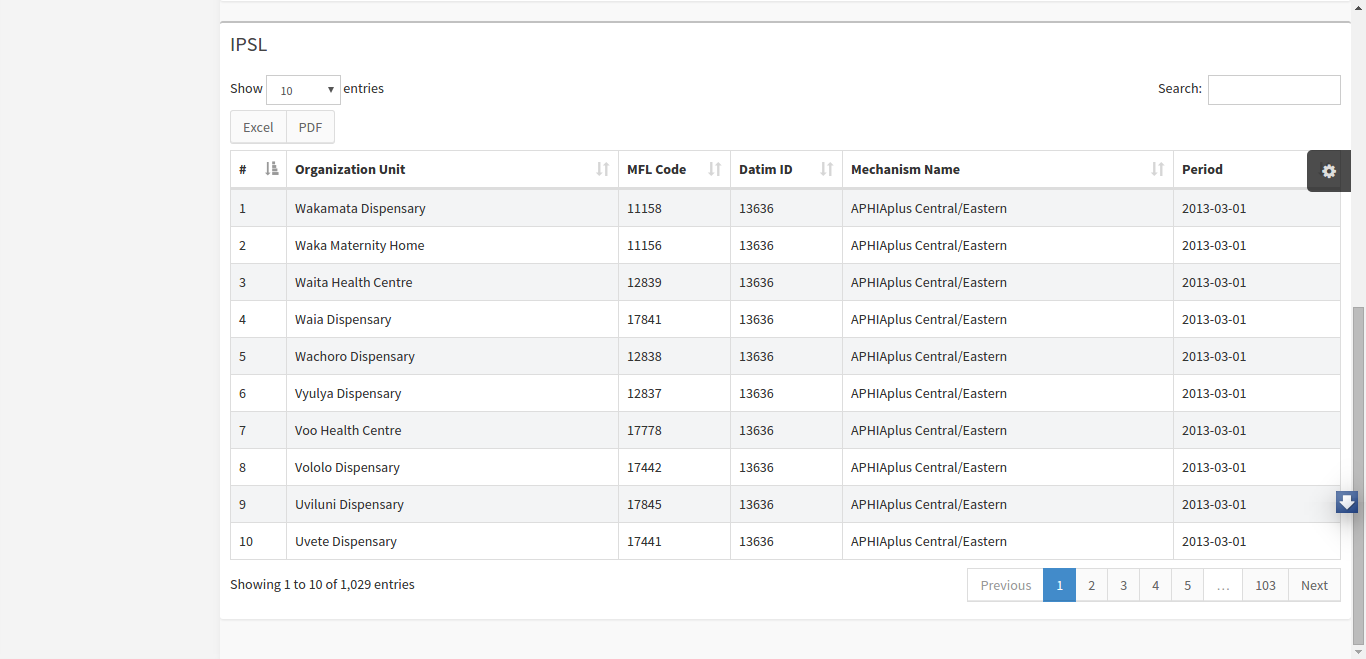 IPSL
Show 10 entries Search:
Excel PDF
# Organization Unit MFL Code Datim ID Mechanism Name Period
1 Wakamata Dispensary 11158 13636 APHIAplus Central/Eastern 2013-03-01
2 Waka Maternity Home 11156 13636 APHIAplus Central/Eastern 2013-03-01
3 Waita Health Centre 12839 13636 APHIAplus Central/Eastern 2013-03-01
4 Waia Dispensary 17841 13636 APHIAplus Central/Eastern 2013-03-01
5 Wachoro Dispensary 12838 13636 APHIAplus Central/Eastern 2013-03-01
6 Vyulya Dispensary 12837 13636 APHIAplus Central/Eastern 2013-03-01
7 Voo Health Centre 17778 13636 APHIAplus Central/Eastern 2013-03-01
8 Vololo Dispensary 17442 13636 APHIAplus Central/Eastern 2013-03-01
9 Uviluni Dispensary 17845 13636 APHIAplus Central/Eastern 2013-03-01
10 Uvete Dispensary 17441 13636 APHIAplus Central/Eastern 2013-03-01
Showing 1 to 10 of 1,029 entries Previous 1 2 3 4 5 … 103 Next